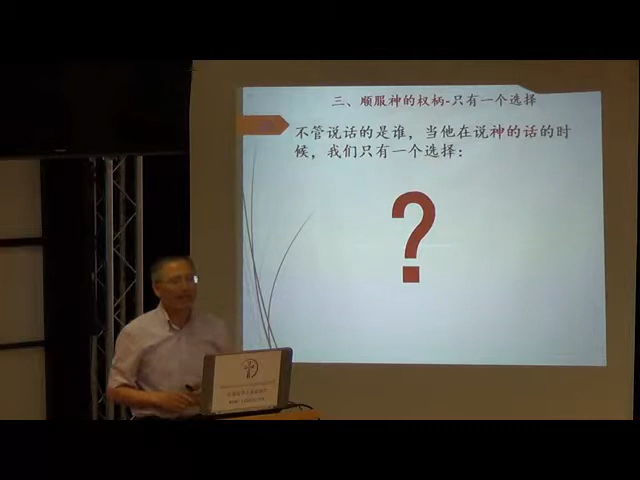 三、顺服神的权柄-只有一个选择
不管说话的是谁，当他在说神的话的时
候，我们只有一个选择：
?